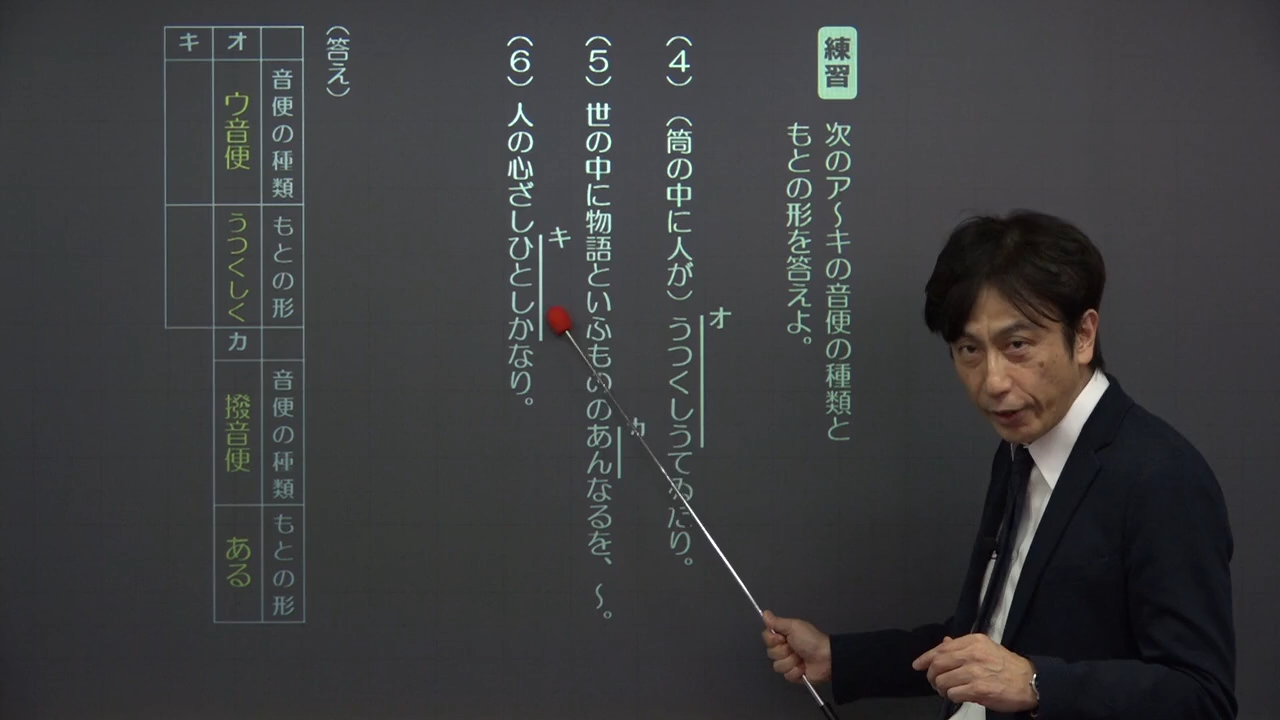 練習
次のア～キの音便の種類と
もとの形を答えよ。
（４）（筒の中に人が）うつくしうてゐたり。
オ
（５）世の中に物語といふもののあんなるを、～。
カ
（６）人の心ざしひとしかなり。
キ
（答え）
音便の種類
もとの形
オ
ウ音便
うつくしく
キ
音便の種類
もとの形
カ
撥音便
ある